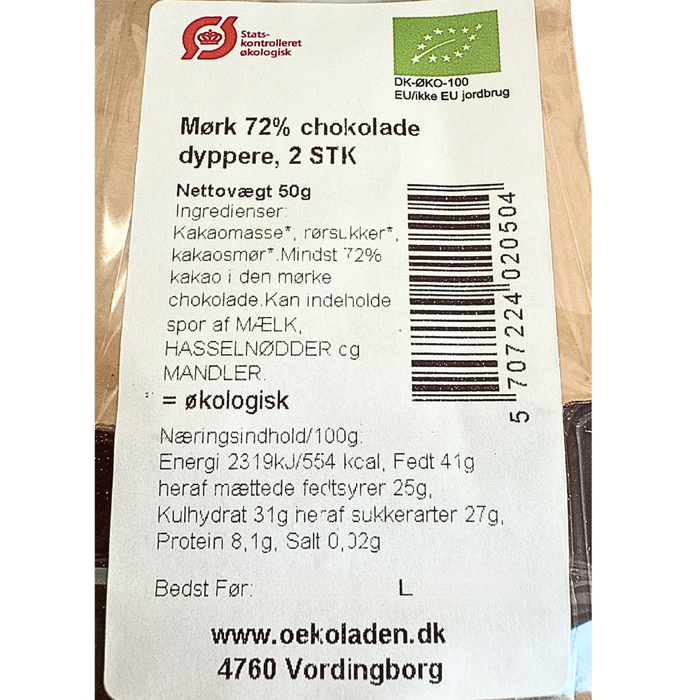 Stats-
kontrolleret
økologisk
DK-ØKO-100
EU/ikke EU jordbrug
Mørk 72% chokolade
dyppere, 2 STK
Nettovægt 50g
Ingredienser:
Kakaomasse*, rørsukker*,
kakaosmør*.Mindst 72%
kakao i den mørke
chokolade.Kan indeholde
spor af MÆLK,
HASSELNØDDER og
MANDLER.
= økologisk
5 707224 020504
Næringsindhold/100g:
Energi 2319kJ/554 kcal, Fedt 41g
heraf mættede fedtsyrer 25g,
Kulhydrat 31g heraf sukkerarter 27g,
Protein 8,1g, Salt 0,02g
Bedst Før: L
www.oekoladen.dk
4760 Vordingborg